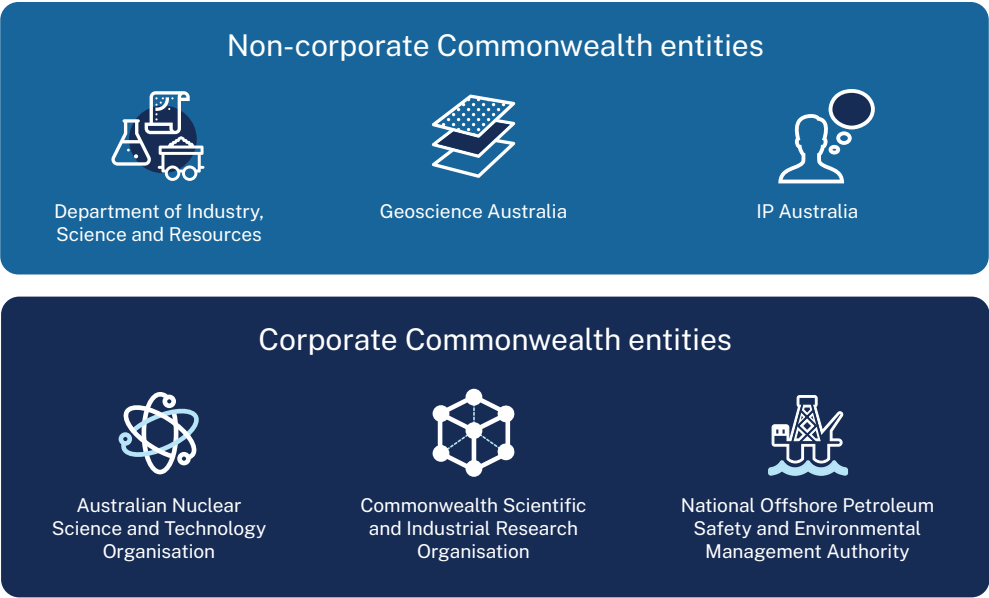 Non-corporate Commonwealth entities
Department of Industry,
Science and Resources
Geoscience Australia
IP Australia
Corporate Commonwealth entities
Australian Nuclear
Science and Technology
Organisation
Commonwealth Scientific
and Industrial Research
Organisation
National Offshore Petroleum
Safety and Environmental
Management Authority